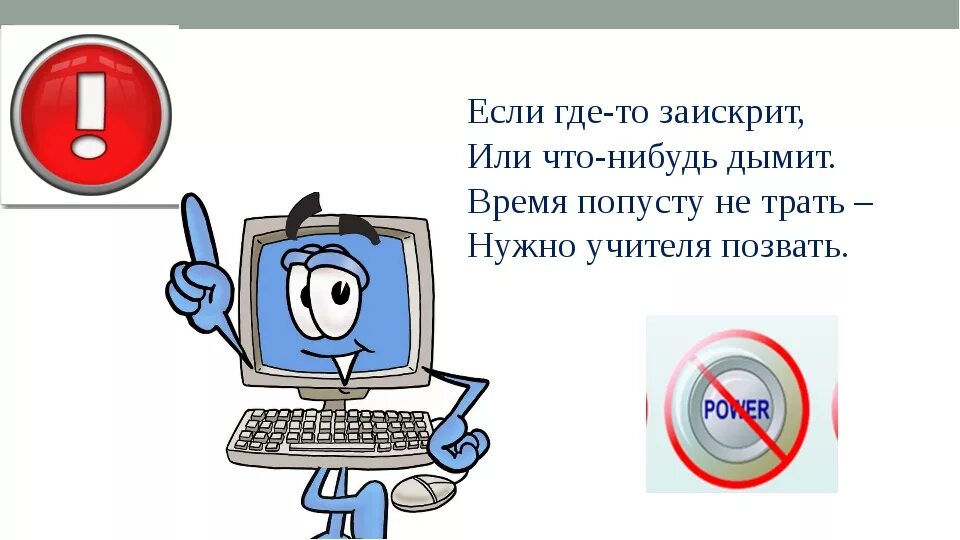 Если где-то заискрит,
Или что-нибудь дымит.
Время попусту не трать –
Нужно учителя позвать.
POWER